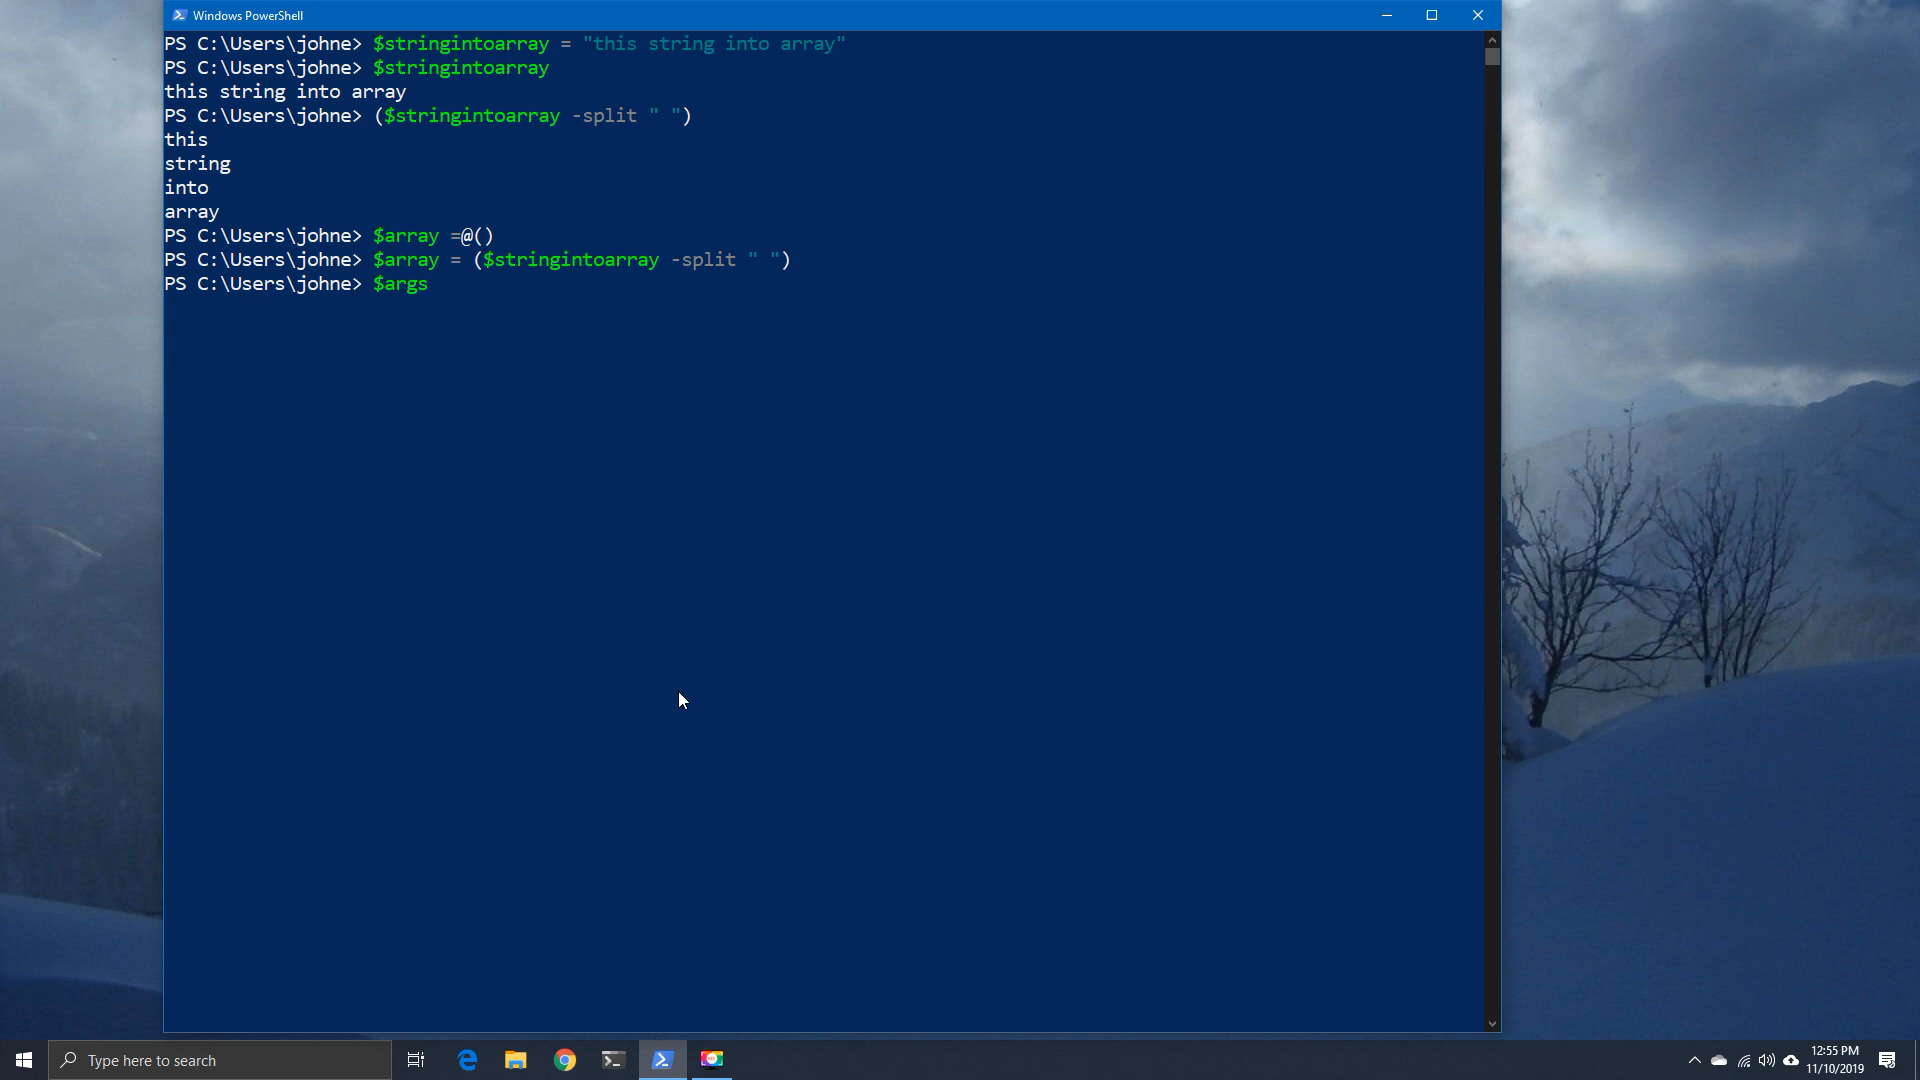 Windows PowerShell
PS C:\Users\johne> $stringintoarray = "this string into array"
PS C:\Users\johne> $stringintoarray
this string into array
PS C:\Users\johne> ($stringintoarray -split " ")
this
string
into
array
PS C:\Users\johne> $array =@()
PS C:\Users\johne> $array = ($stringintoarray -split " ")
PS C:\Users\johne> $args
Type here to search
12:55 PM
11/10/2019